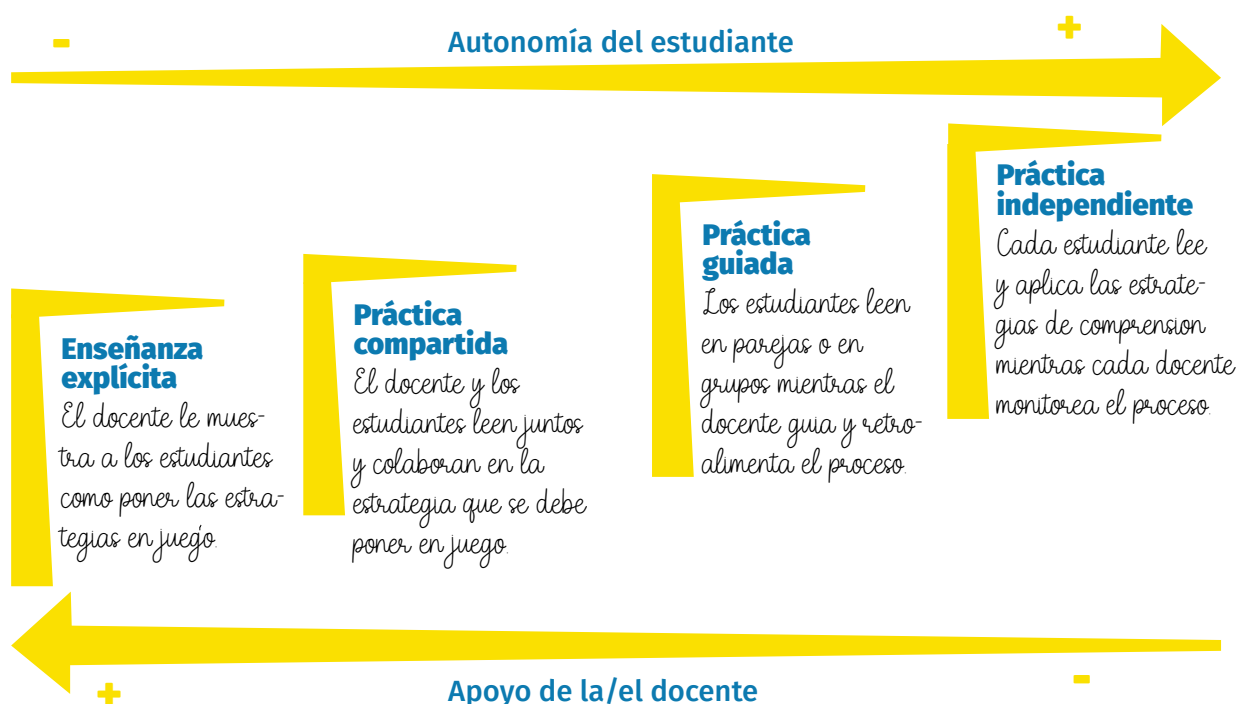 -
+
Autonomía del estudiante
Enseñanza
explícita
El docente le mues-
tra a los estudiantes
como poner las estra-
tegias en juego.
Práctica
compartida
El docente y los
estudiantes leen juntos
y colaboran en la
estrategia que se debe
poner en juego.
Práctica
guiada
Los estudiantes leen
en parejas o en
grupos mientras el
docente guia y retro-
alimenta el proceso.
Práctica
independiente
Cada estudiante lee
y aplica las estrate-
gias de comprension
mientras cada docente
monitorea el proceso.
+
Apoyo de la/el docente
-